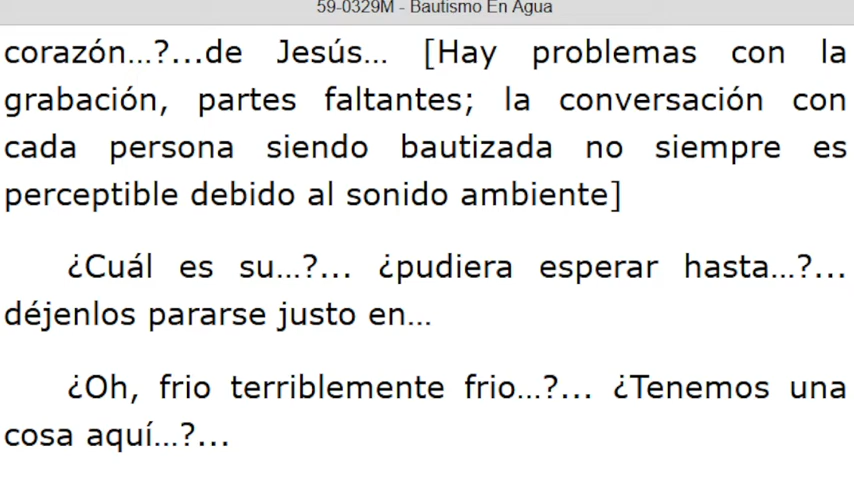 59-0329M - Bautismo En Agua
corazón...?...de Jesús... [Hay problemas con la
grabación, partes faltantes; la conversación con
cada persona siendo bautizada no siempre es
perceptible debido al sonido ambiente]
¿Cuál es su...?... ¿pudiera esperar hasta...?...
déjenlos pararse justo en...
¿Oh, frio terriblemente frio...?... ¿Tenemos una
cosa aquí...?...